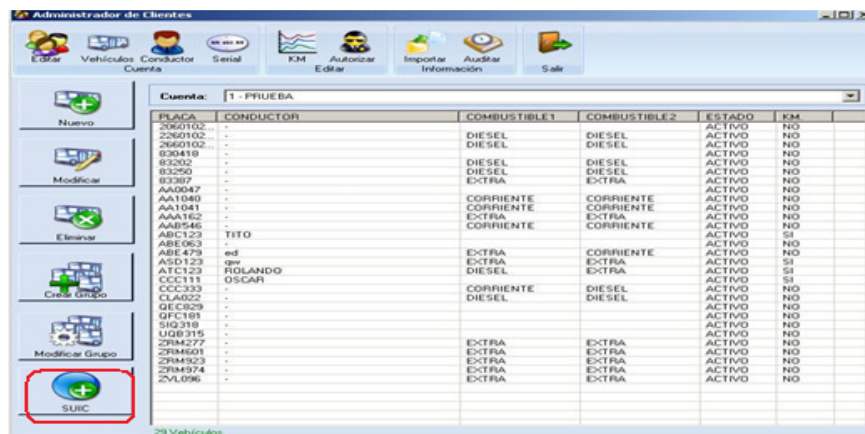 Administrador de Clientes
Editar Vehículos Conductor Serial KM Autorizar Importar Auditar
Cuenta Editar Información Salir
Nuevo
Modificar
Eliminar
Crear Grupo
Modificar Grupo
SUIC
Cuenta: 1 - PRUEBA
PLACA CONDUCTOR COMBUSTIBLE1 COMBUSTIBLE2 ESTADO KM.
2060102... - ACTIVO NO
2260102... - DIESEL DIESEL ACTIVO NO
2660102... - DIESEL DIESEL ACTIVO NO
830418 - ACTIVO NO
83202 - DIESEL DIESEL ACTIVO NO
83250 - DIESEL DIESEL ACTIVO NO
83387 - EXTRA EXTRA ACTIVO NO
AA0047 - ACTIVO NO
AA1040 - CORRIENTE CORRIENTE ACTIVO NO
AA1041 - CORRIENTE CORRIENTE ACTIVO NO
AAA162 - EXTRA EXTRA ACTIVO NO
AAB546 - CORRIENTE CORRIENTE ACTIVO NO
ABC123 TITO ACTIVO SI
ABE063 - ACTIVO NO
ABE479 ed EXTRA CORRIENTE ACTIVO NO
ASD123 qw EXTRA EXTRA ACTIVO SI
ATC123 ROLANDO DIESEL EXTRA ACTIVO SI
CCC111 OSCAR ACTIVO SI
CCC333 - CORRIENTE DIESEL ACTIVO NO
CLA022 - DIESEL DIESEL ACTIVO NO
QEC829 - ACTIVO NO
QFC181 - ACTIVO NO
SIQ318 - ACTIVO NO
UQB315 - ACTIVO NO
ZRM277 - EXTRA EXTRA ACTIVO NO
ZRM601 - EXTRA EXTRA ACTIVO NO
ZRM923 - EXTRA EXTRA ACTIVO NO
ZRM974 - EXTRA EXTRA ACTIVO NO
ZVL096 - EXTRA EXTRA ACTIVO NO
29 Vehículos